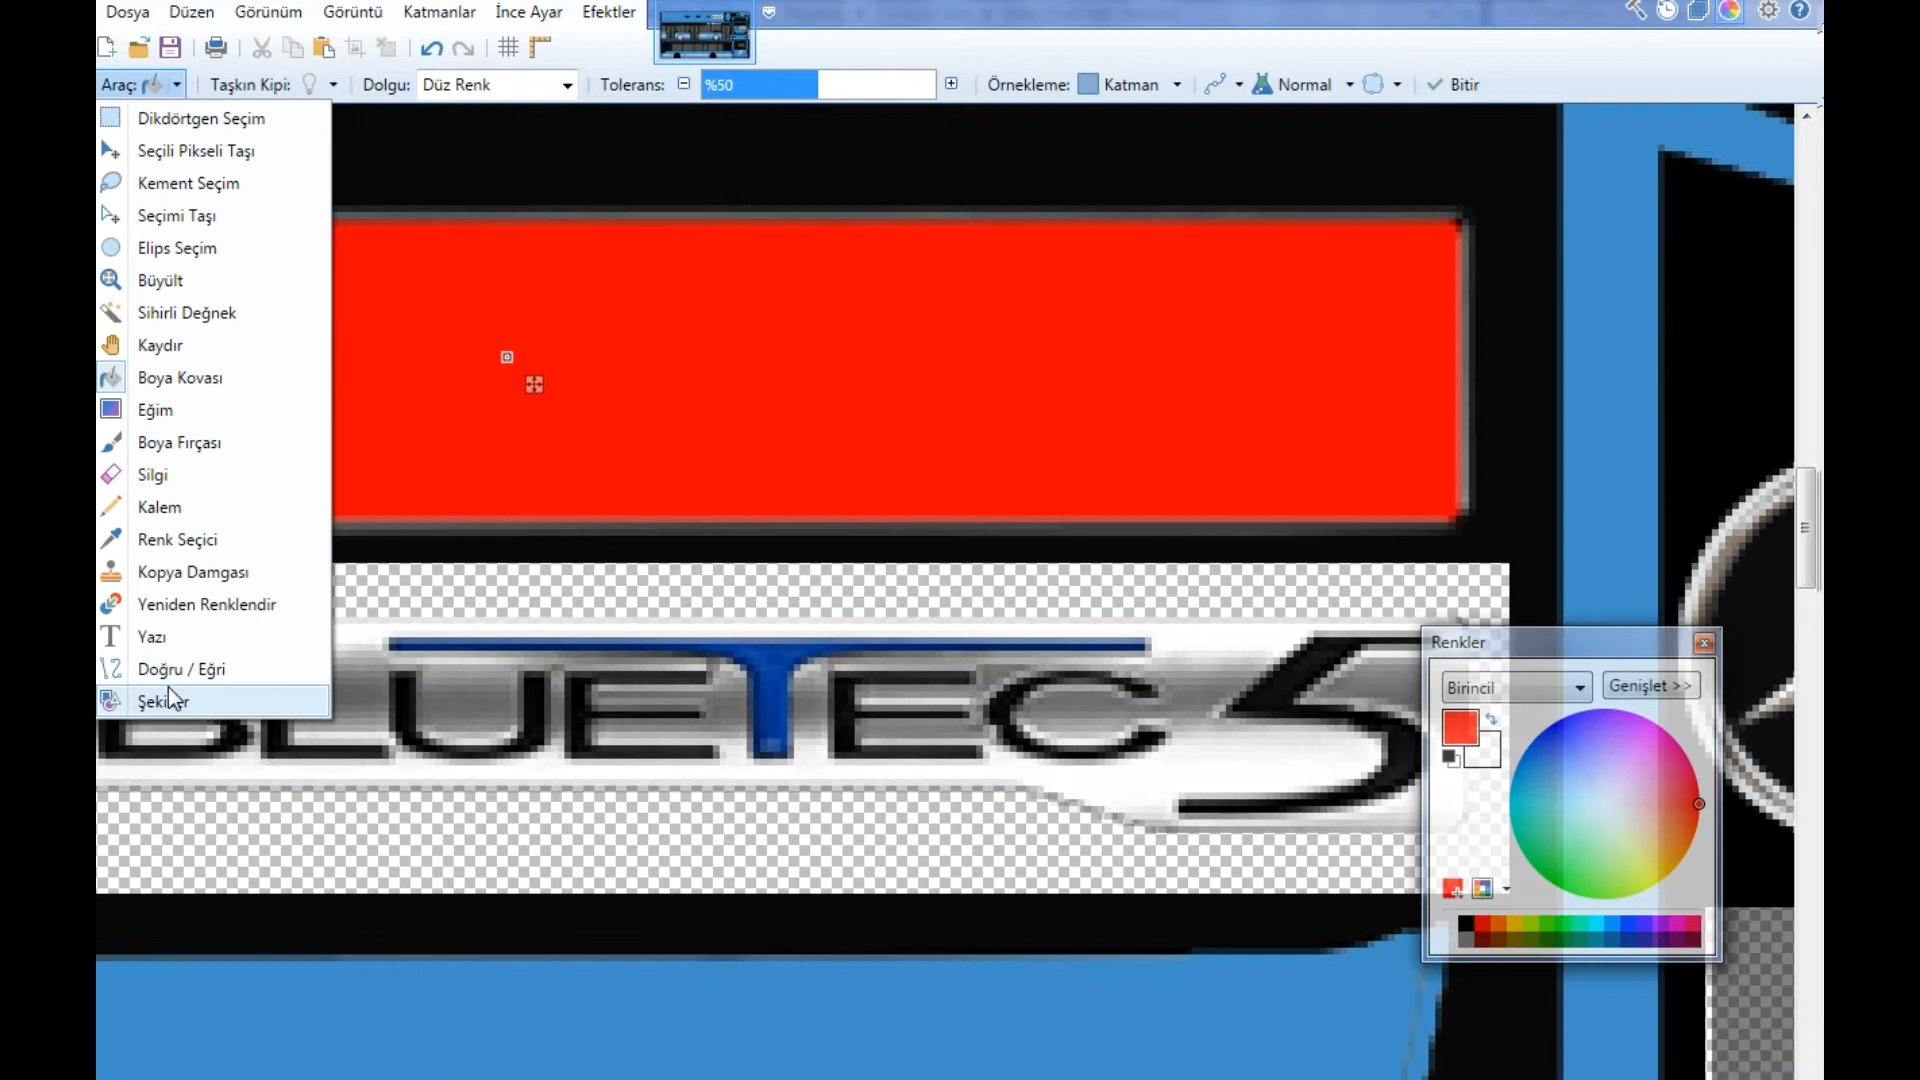 Dosya Düzen Görünüm Görüntü Katmanlar İnce Ayar Efektler
Araç: Taşkın Kipi: Dolgu: Düz Renk Tolerans: %50 Örnekleme: Katman Normal Bitir
Dikdörtgen Seçim
Seçili Pikseli Taşı
Kement Seçim
Seçimi Taşı
Elips Seçim
Büyült
Sihirli Değnek
Kaydır
Boya Kovası
Eğim
Boya Fırçası
Silgi
Kalem
Renk Seçici
Kopya Damgası
Yeniden Renklendir
Yazı
Doğru / Eğri
Şekiller
BLUETEC 5
Renkler
Birincil Genişlet >>